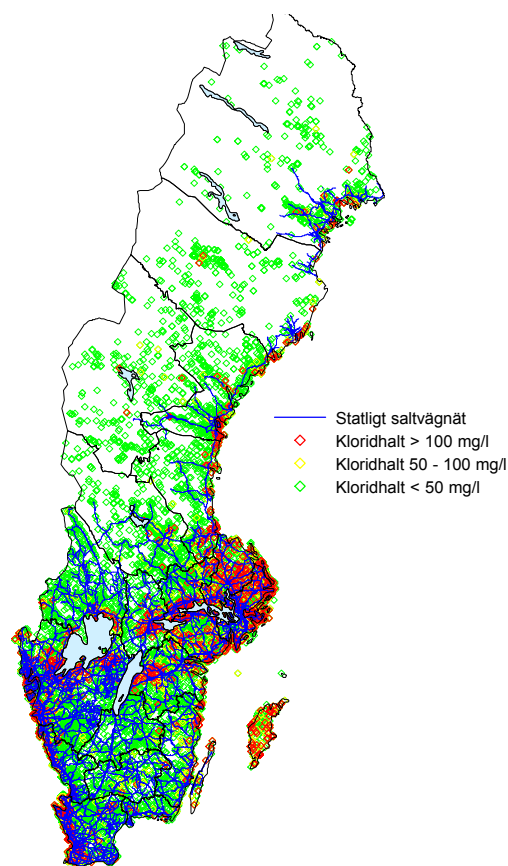 Statligt saltvägnät
Kloridhalt > 100 mg/l
Kloridhalt 50 - 100 mg/l
Kloridhalt < 50 mg/l